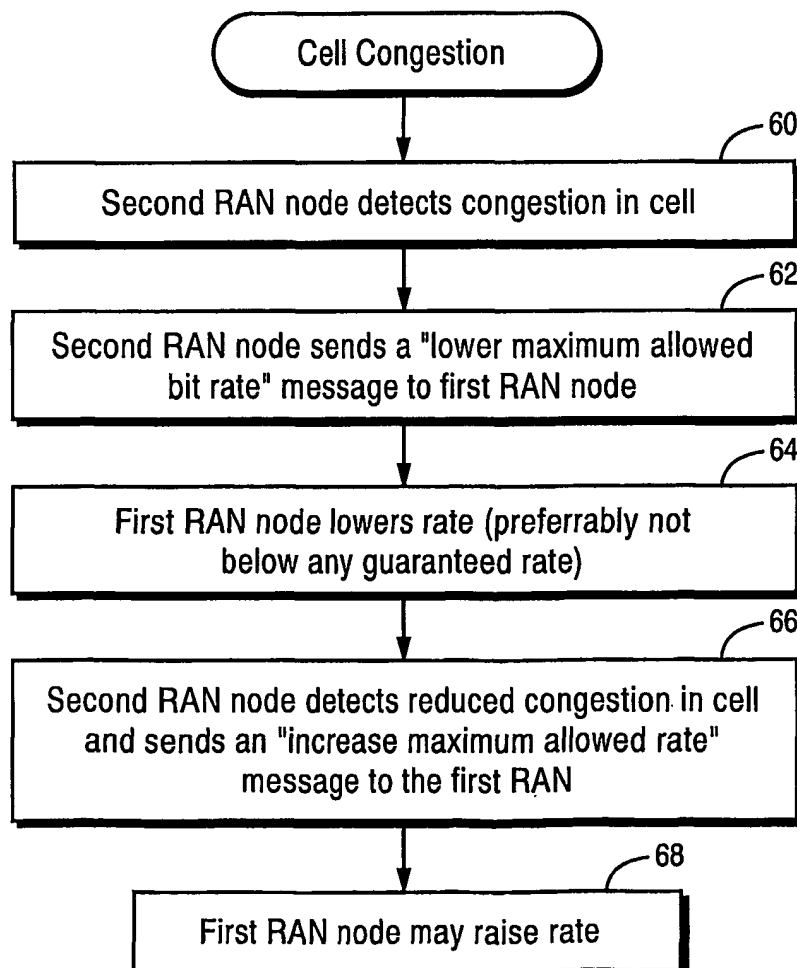 Cell Congestion
60
Second RAN node detects congestion in cell
62
Second RAN node sends a "lower maximum allowed
bit rate" message to first RAN node
64
First RAN node lowers rate (preferrably not
below any guaranteed rate)
66
Second RAN node detects reduced congestion in cell
and sends an "increase maximum allowed rate"
message to the first RAN
68
First RAN node may raise rate